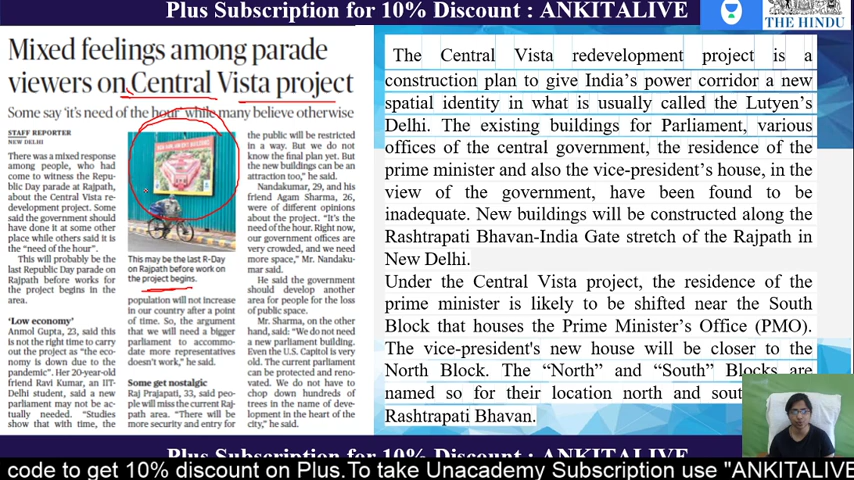 Plus Subscription for 10% Discount : ANKITALIVE
THE HINDU
Mixed feelings among parade
viewers on Central Vista project
Some say ‘it’s need of the hour’ while many believe otherwise
STAFF REPORTER
NEW DELHI
There was a mixed response
among people, who had
come to witness the Repu-
blic Day parade at Rajpath,
about the Central Vista re-
development project. Some
said the government should
have done it at some other
place while others said it is
the “need of the hour”.
This will probably be the
last Republic Day parade on
Rajpath before works for
the project begins in the
area.
‘Low economy’
Anmol Gupta, 23, said this
is not the right time to carry
out the project as “the eco-
nomy is down due to the
pandemic”. Her 20-year-old
friend Ravi Kumar, an IIT-
Delhi student, said a new
parliament may not be ac-
tually needed. “Studies
show that with time, the
This may be the last R-Day
on Rajpath before work on
the project begins.
population will not increase
in our country after a point
of time. So, the argument
that we will need a bigger
parliament to accommo-
date more representatives
doesn’t work,” he said.
Some get nostalgic
Raj Prajapati, 33, said peo-
ple will miss the current Raj-
path area. “There will be
more security and entry for
the public will be restricted
in a way. But we do not
know the final plan yet. But
the new buildings can be an
attraction too,” he said.
Nandakumar, 29, and his
friend Agam Sharma, 26,
were of different opinions
about the project. “It’s the
need of the hour. Right now,
our government offices are
very crowded, and we need
more space,” Mr. Nandaku-
mar said.
He said the government
should develop another
area for people for the loss
of public space.
Mr. Sharma, on the other
hand, said: “We do not need
a new parliament building.
Even the U.S. Capitol is very
old. The current parliament
can be protected and reno-
vated. We do not have to
chop down hundreds of
trees in the name of deve-
lopment in the heart of the
city,” he said.
The Central Vista redevelopment project is a
construction plan to give India’s power corridor a new
spatial identity in what is usually called the Lutyen’s
Delhi. The existing buildings for Parliament, various
offices of the central government, the residence of the
prime minister and also the vice-president’s house, in the
view of the government, have been found to be
inadequate. New buildings will be constructed along the
Rashtrapati Bhavan-India Gate stretch of the Rajpath in
New Delhi.
Under the Central Vista project, the residence of the
prime minister is likely to be shifted near the South
Block that houses the Prime Minister’s Office (PMO).
The vice-president's new house will be closer to the
North Block. The “North” and “South” Blocks are
named so for their location north and
Rashtrapati Bhavan.
Plus Subscription for 10% Discount : ANKITALIVE
code to get 10% discount on Plus.To take Unacademy Subscription use "ANKITALIVE